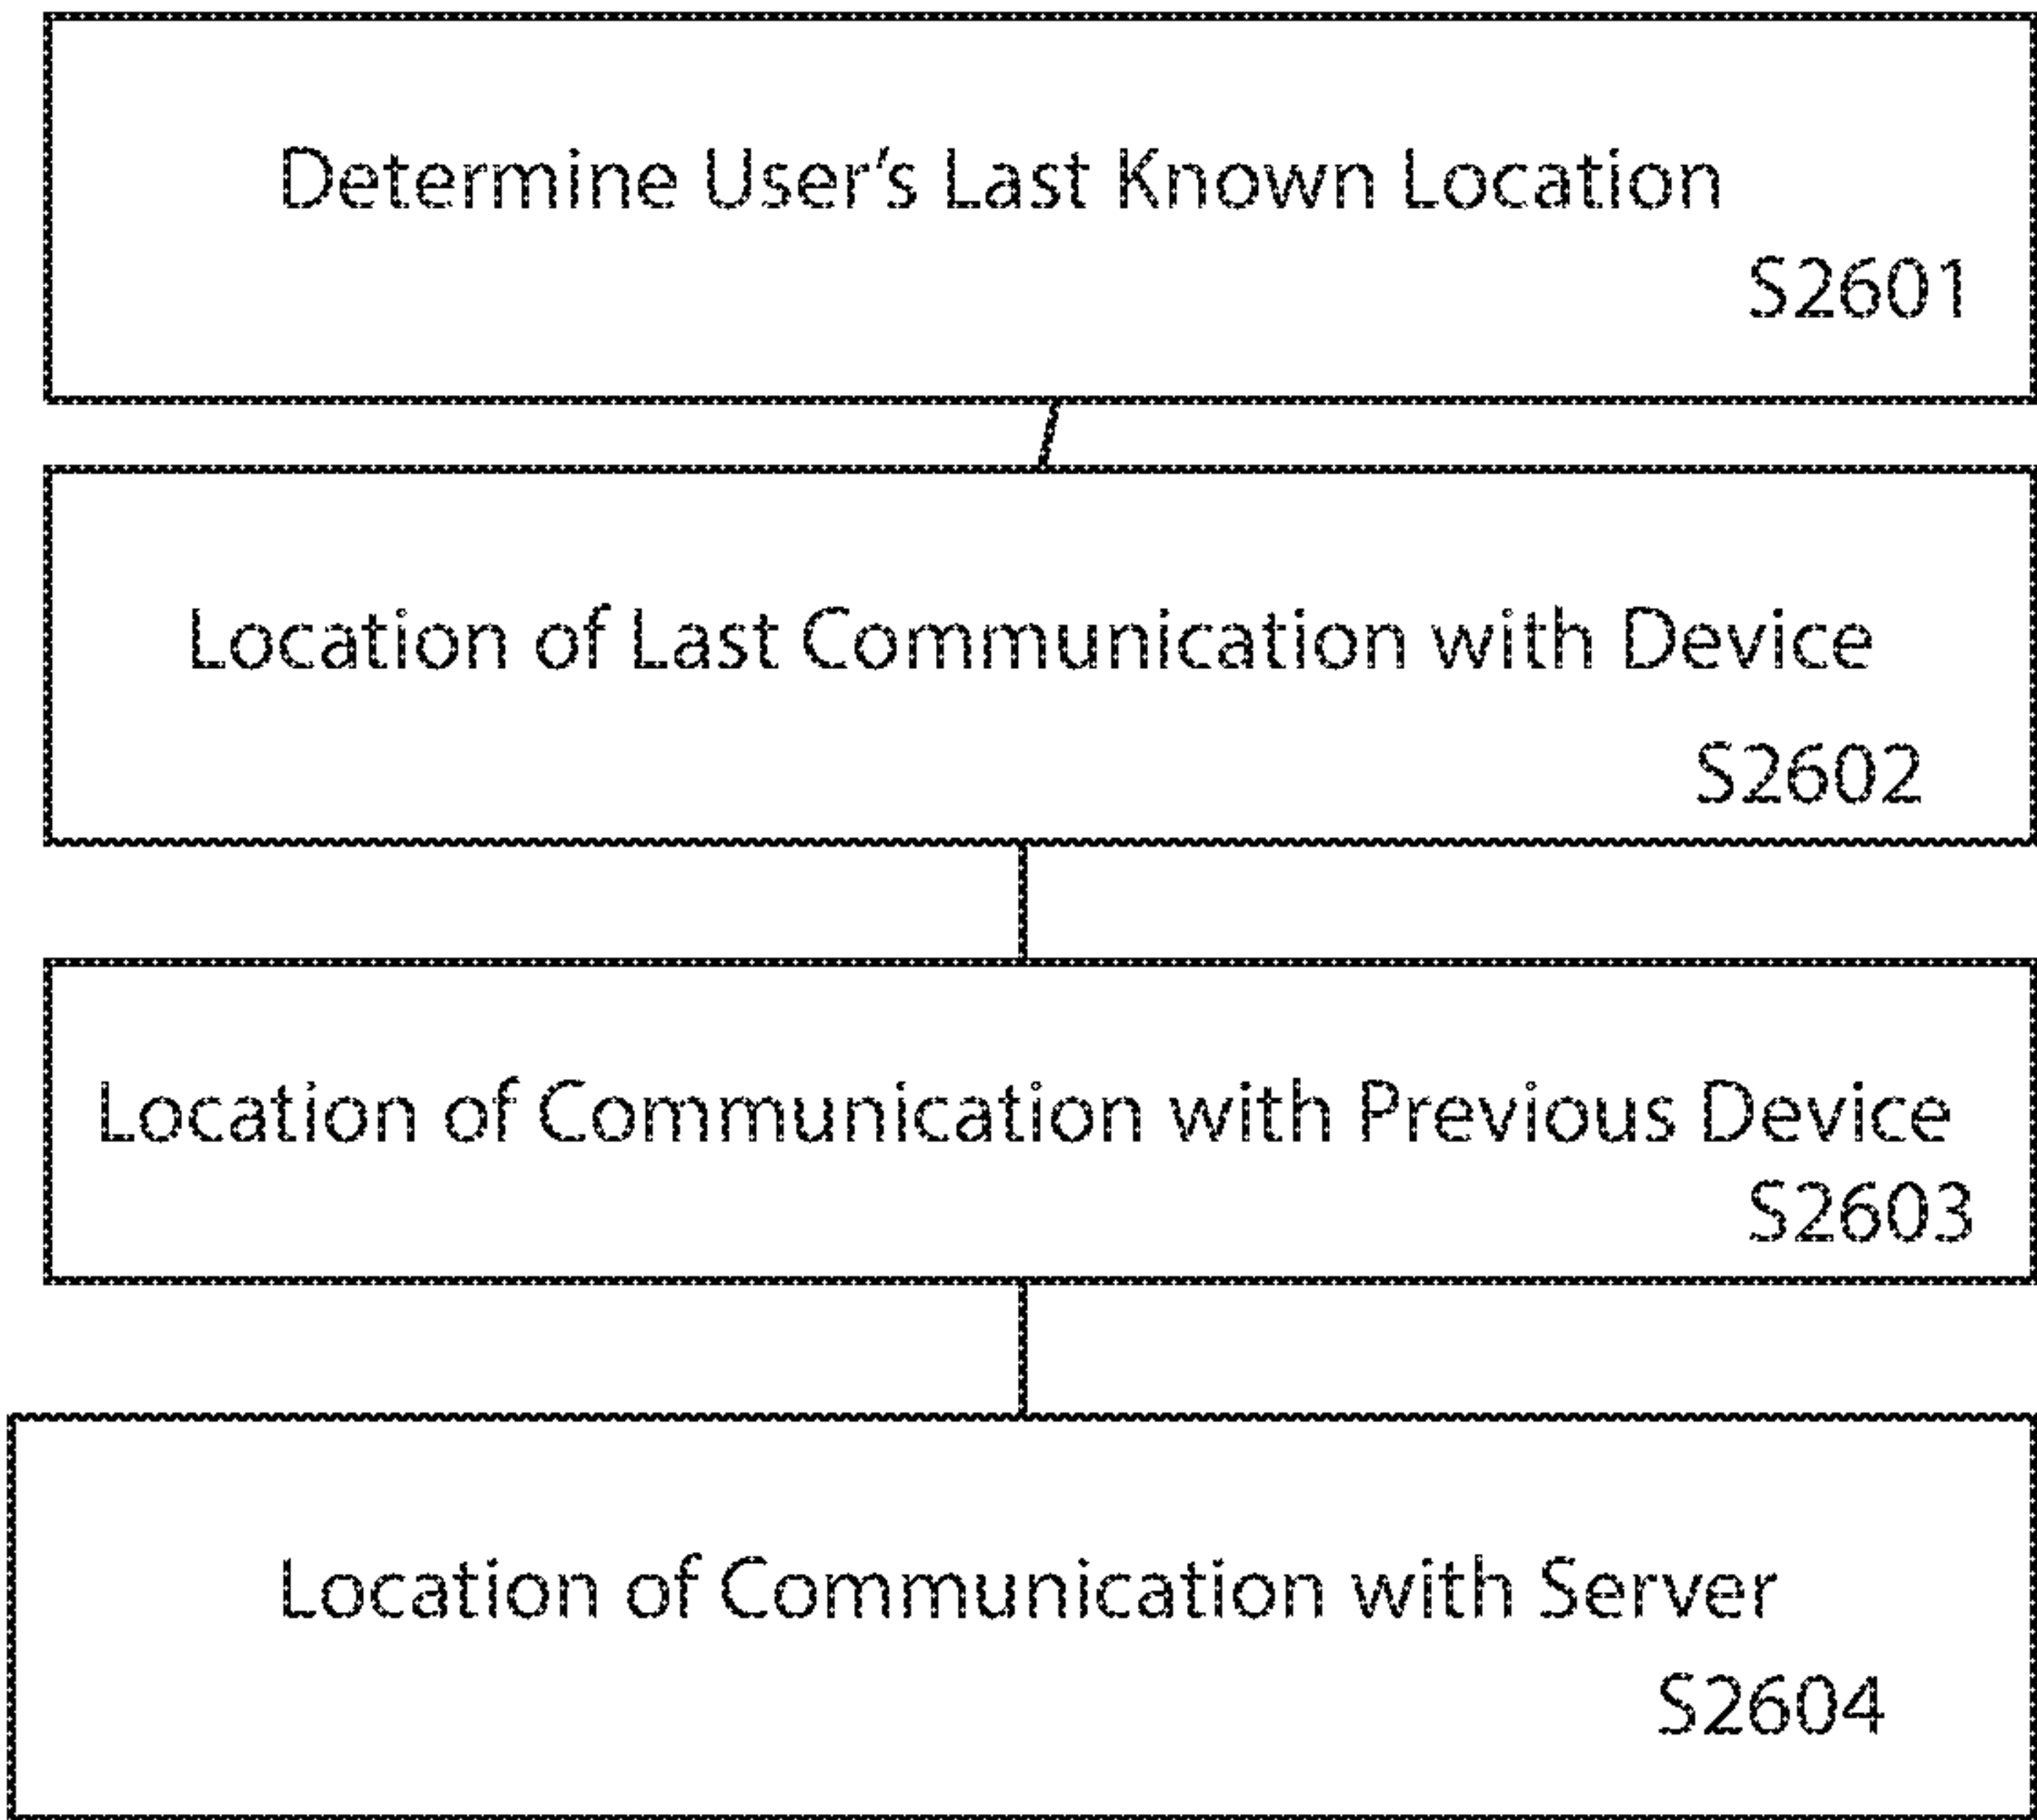 Determine User’s Last Known Location
S2601
Location of Last Communication with Device
S2602
Location of Communication with Previous Device
S2603
Location of Communication with Server
S2604